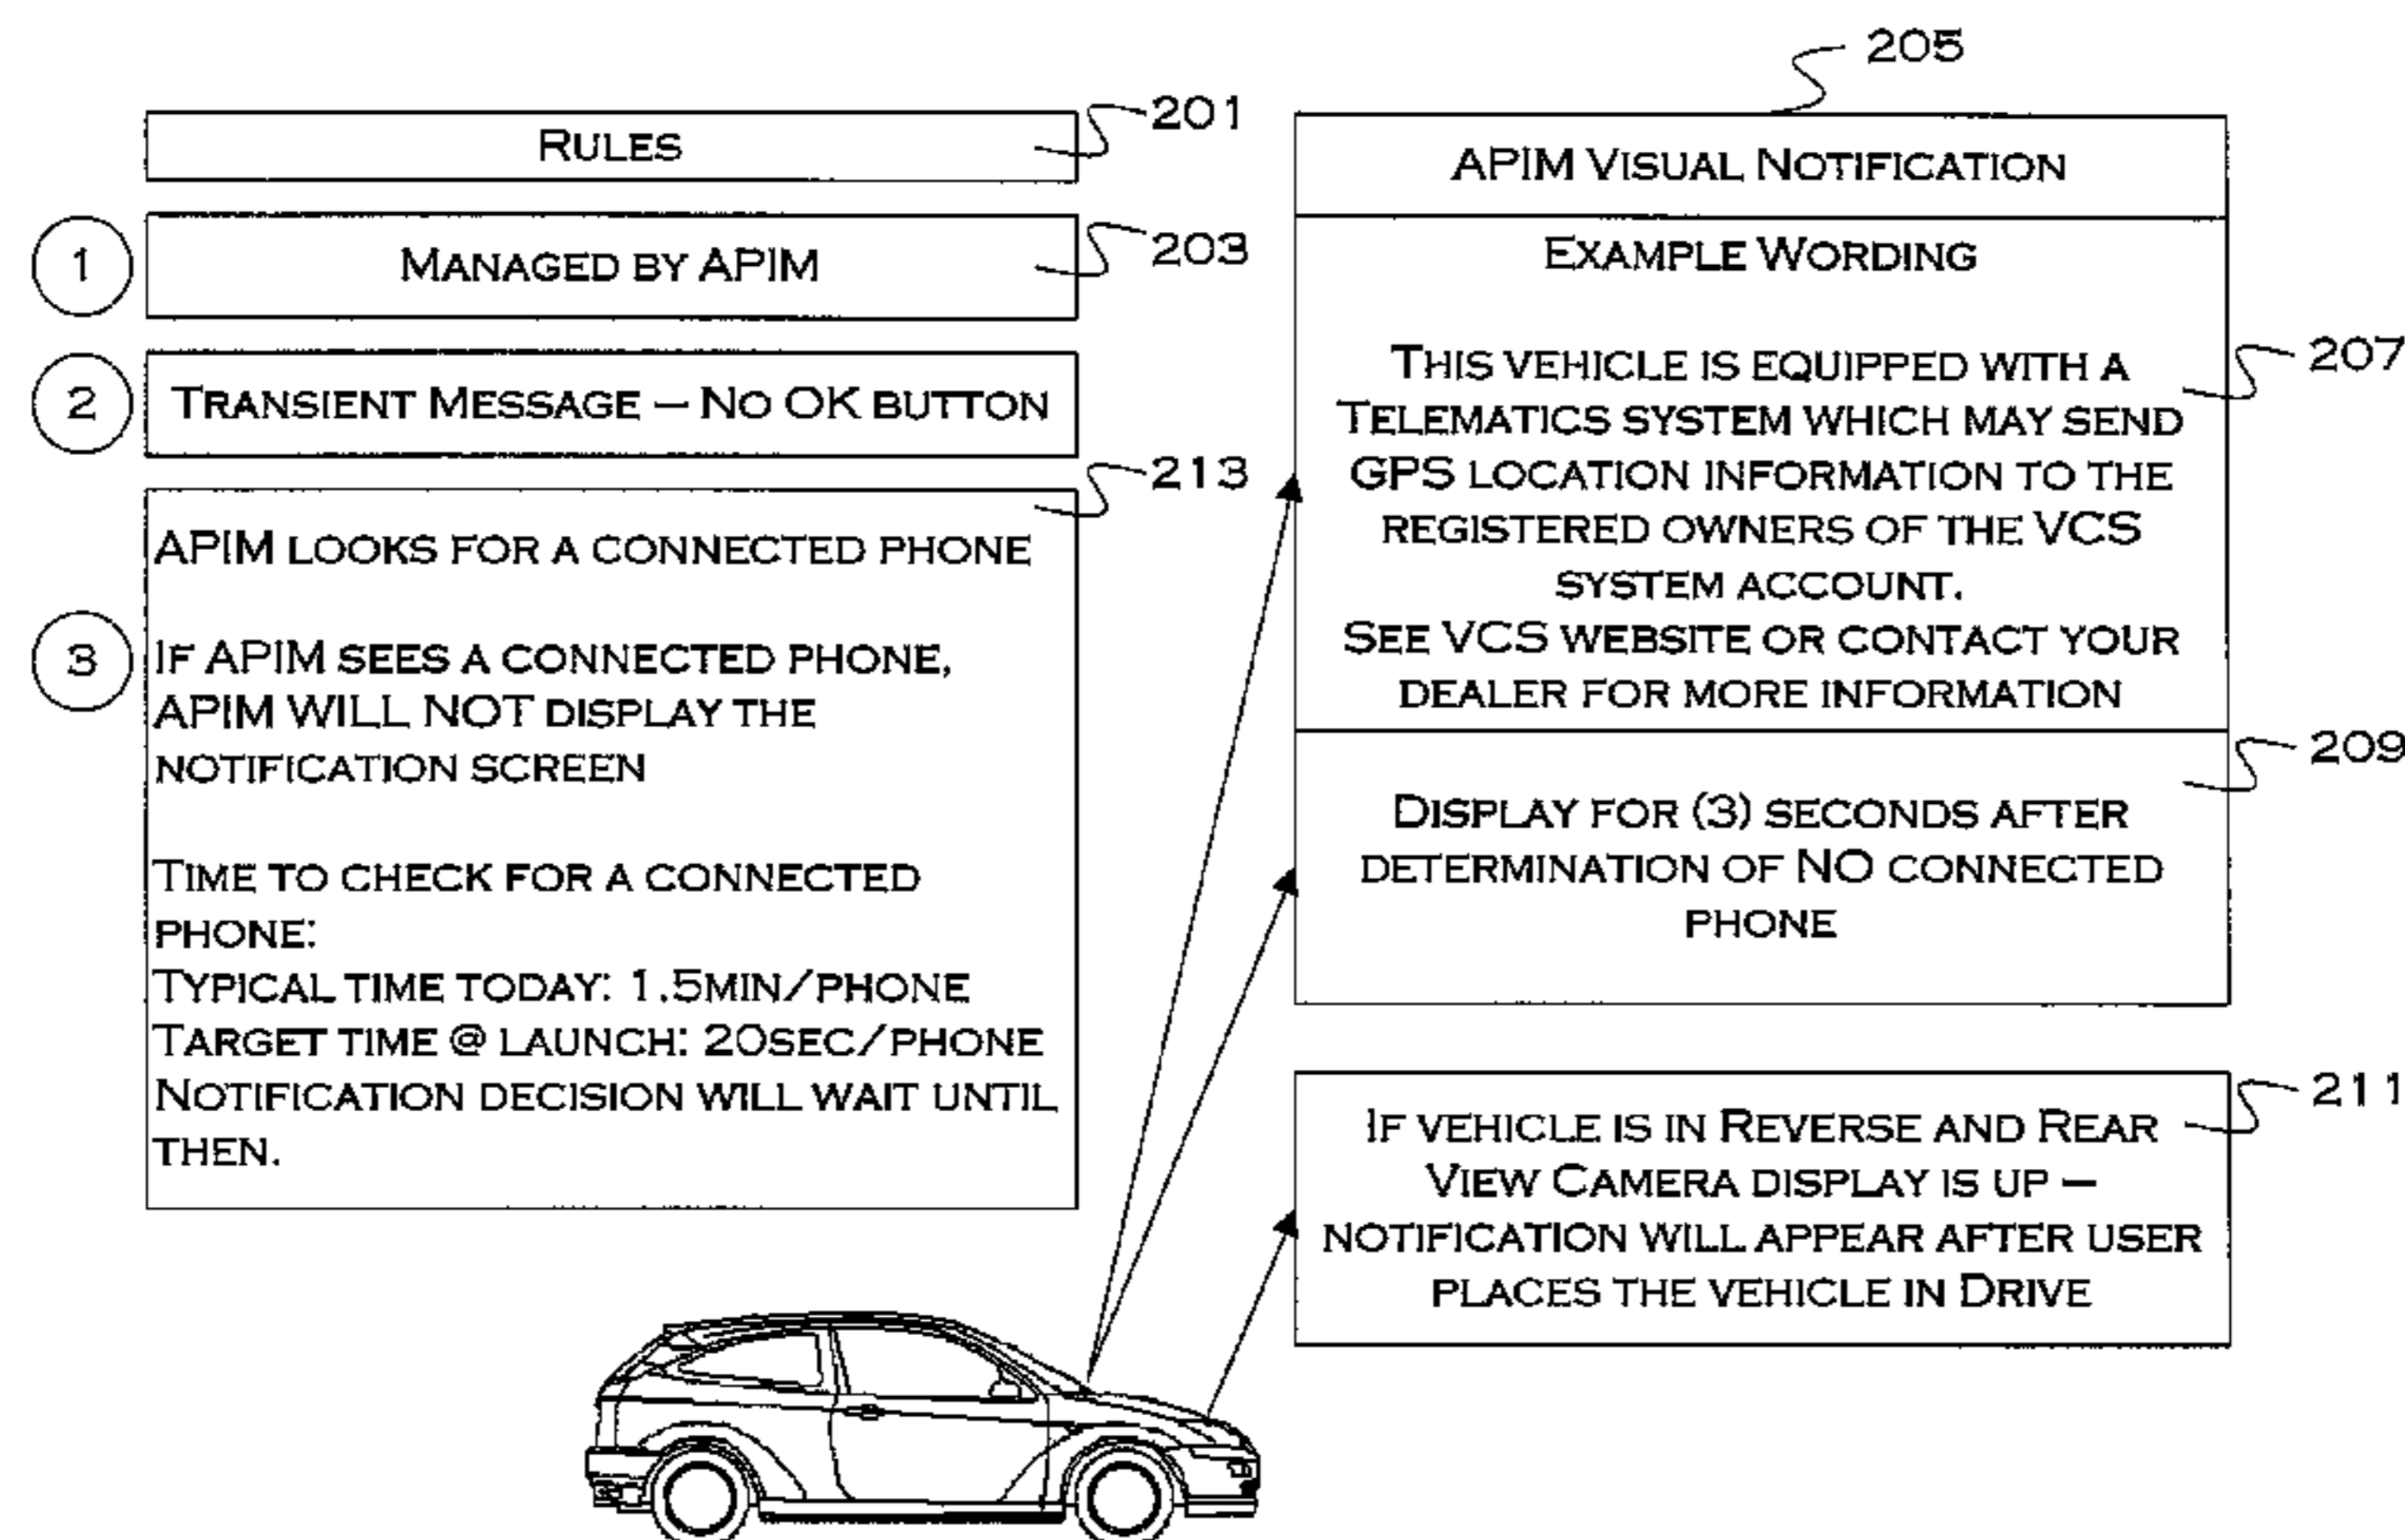 RULES
201
1
MANAGED BY APIM
203
2
TRANSIENT MESSAGE – NO OK BUTTON
213
3
APIM LOOKS FOR A CONNECTED PHONE
IF APIM SEES A CONNECTED PHONE,
APIM WILL NOT DISPLAY THE
NOTIFICATION SCREEN
TIME TO CHECK FOR A CONNECTED
PHONE:
TYPICAL TIME TODAY: 1.5MIN/PHONE
TARGET TIME @ LAUNCH: 20SEC/PHONE
NOTIFICATION DECISION WILL WAIT UNTIL
THEN.
205
APIM VISUAL NOTIFICATION
EXAMPLE WORDING
207
THIS VEHICLE IS EQUIPPED WITH A
TELEMATICS SYSTEM WHICH MAY SEND
GPS LOCATION INFORMATION TO THE
REGISTERED OWNERS OF THE VCS
SYSTEM ACCOUNT.
SEE VCS WEBSITE OR CONTACT YOUR
DEALER FOR MORE INFORMATION
209
DISPLAY FOR (3) SECONDS AFTER
DETERMINATION OF NO CONNECTED
PHONE
211
IF VEHICLE IS IN REVERSE AND REAR
VIEW CAMERA DISPLAY IS UP –
NOTIFICATION WILL APPEAR AFTER USER
PLACES THE VEHICLE IN DRIVE